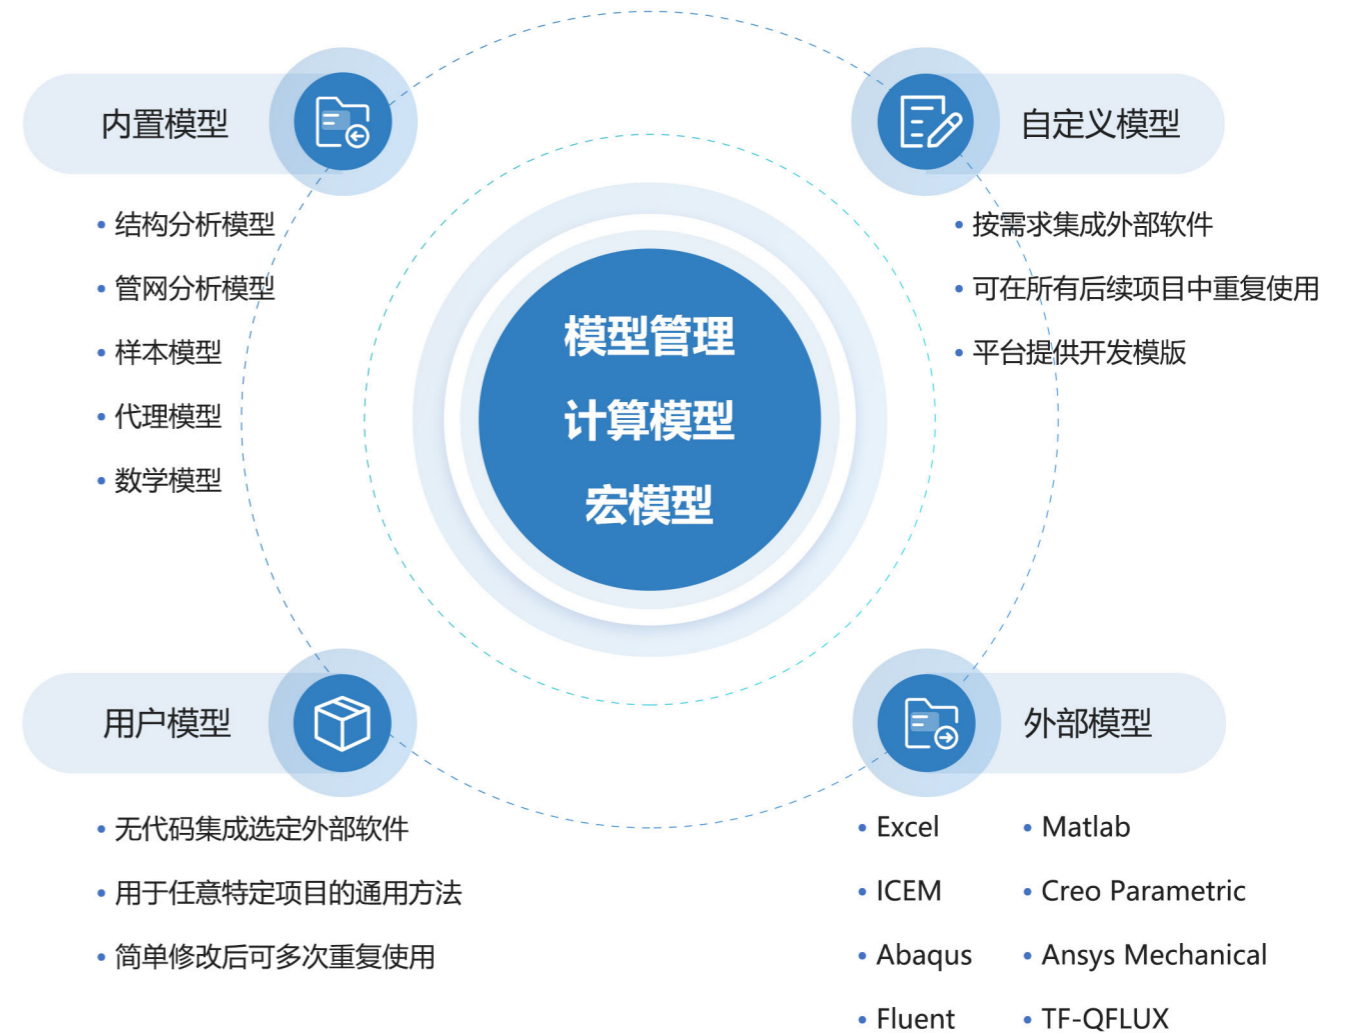 内置模型
• 结构分析模型
• 管网分析模型
• 样本模型
• 代理模型
• 数学模型
自定义模型
• 按需求集成外部软件
• 可在所有后续项目中重复使用
• 平台提供开发模版
模型管理
计算模型
宏模型
用户模型
• 无代码集成选定外部软件
• 用于任意特定项目的通用方法
• 简单修改后可多次重复使用
外部模型
• Excel
• ICEM
• Abaqus
• Fluent
• Matlab
• Creo Parametric
• Ansys Mechanical
• TF-QFLUX